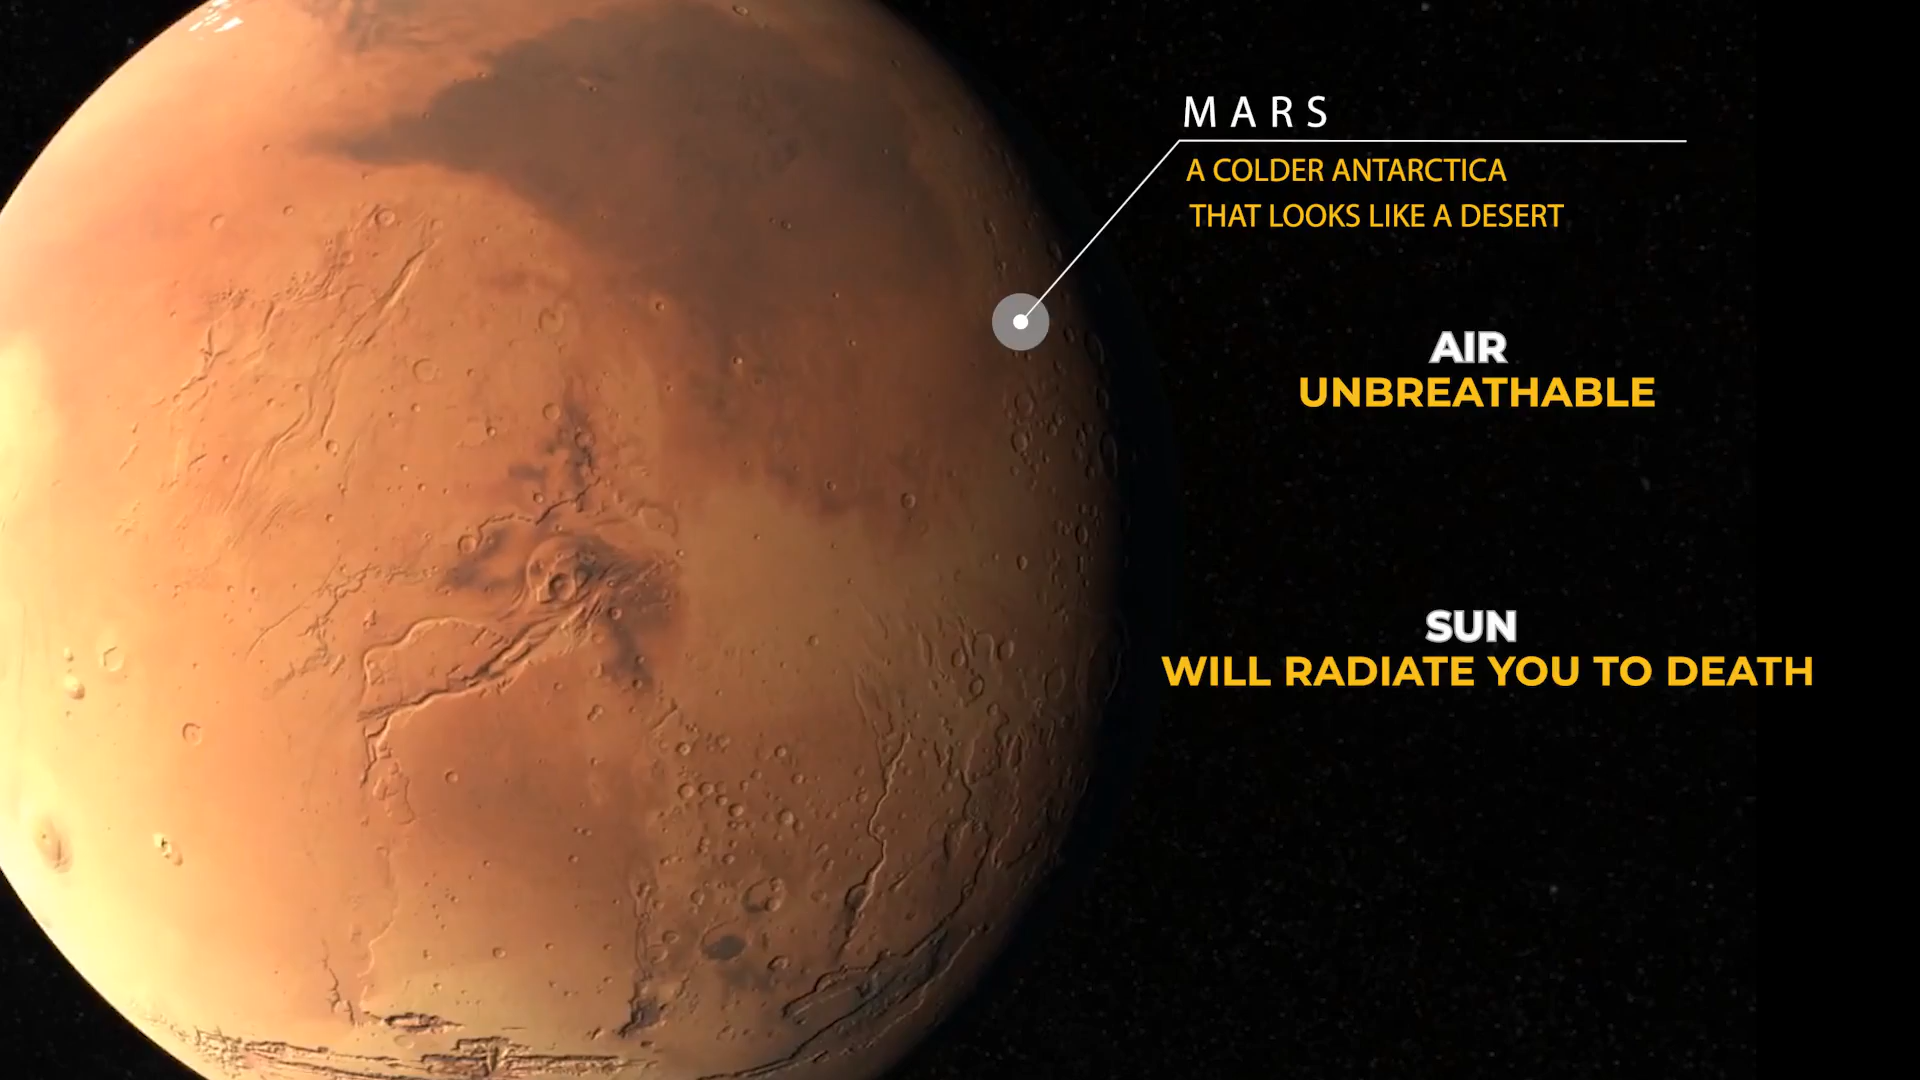 MARS
A COLDER ANTARCTICA
THAT LOOKS LIKE A DESERT
AIR
UNBREATHABLE
SUN
WILL RADIATE YOU TO DEATH